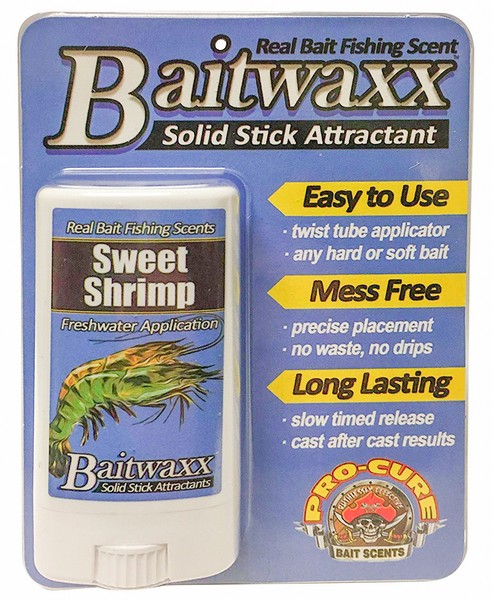 Real Bait Fishing Scent
Baitwaxx
Solid Stick Attractant
Easy to Use
· twist tube applicator
· any hard or soft bait
Mess Free
· precise placement
· no waste, no drips
Long Lasting
· slow timed release
· cast after cast results
Real Bait Fishing Scents
Sweet
Shrimp
Freshwater Application
Baitwaxx
Solid Stick Attractants
PRO-CURE
BAIT SCENTS